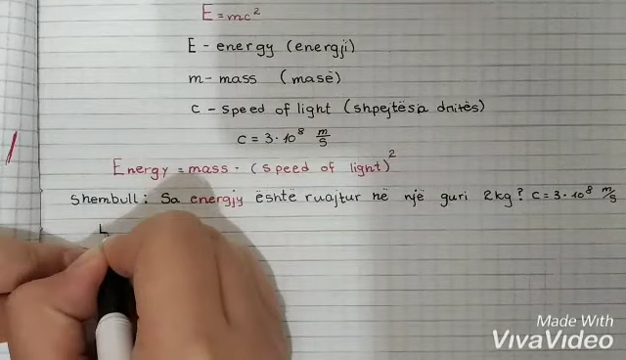 E = mc²
E - energy (energji)
m - mass (masë)
c - speed of light (shpejtësia dritës)
c = 3 · 10⁸ m/s
Energy = mass · (speed of light)²
Shembull: Sa energjy është ruajtur në një guri 2kg? c = 3 · 10⁸ m/s
Made With
VivaVideo